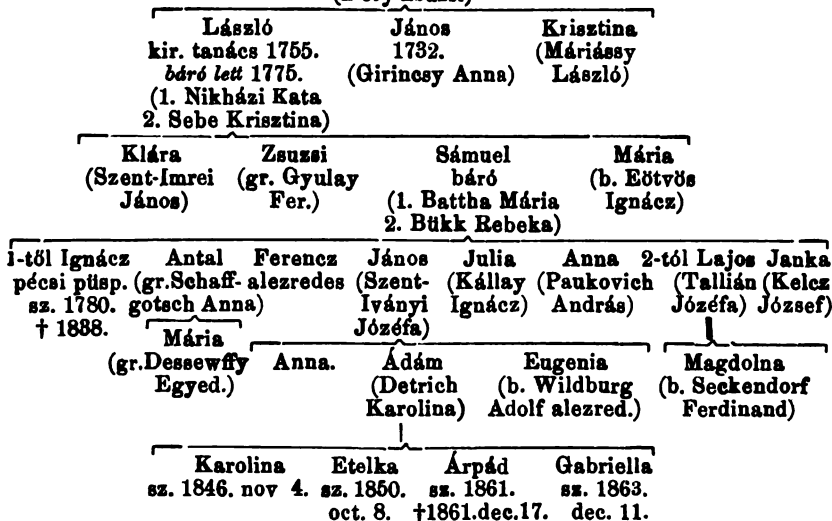 László János Krisztina
kir. tanács 1755. 1732. (Máriássy
báró lett 1775. (Girincsy Anna) László)
(1. Nikházi Kata
2. Sebe Krisztina)
Klára Zsuzsi Sámuel Mária
(Szent-Imrei (gr. Gyulay báró (b. Eötvös
János) Fer.) (1. Battha Mária Ignácz)
2. Bükk Rebeka)
1-től Ignácz Antal Ferencz János Julia Anna 2-tól Lajos Janka
pécsi püsp. (gr.Schaff- alezredes (Szent- (Kállay (Paukovich (Tallián (Kelcz
sz. 1780. gotsch Anna) Iványi Ignácz) András) Józéfa) József)
† 1838. Józéfa)
Mária
(gr.Dessewffy Anna. Ádám Eugenia Magdolna
Egyed.) (Detrich (b. Wildburg (b. Seckendorf
Karolina) Adolf alezred.) Ferdinand)
Karolina Etelka Árpád Gabriella
sz. 1846. nov 4. sz. 1850. sz. 1861. sz. 1863.
oct. 8. †1861.dec.17. dec. 11.